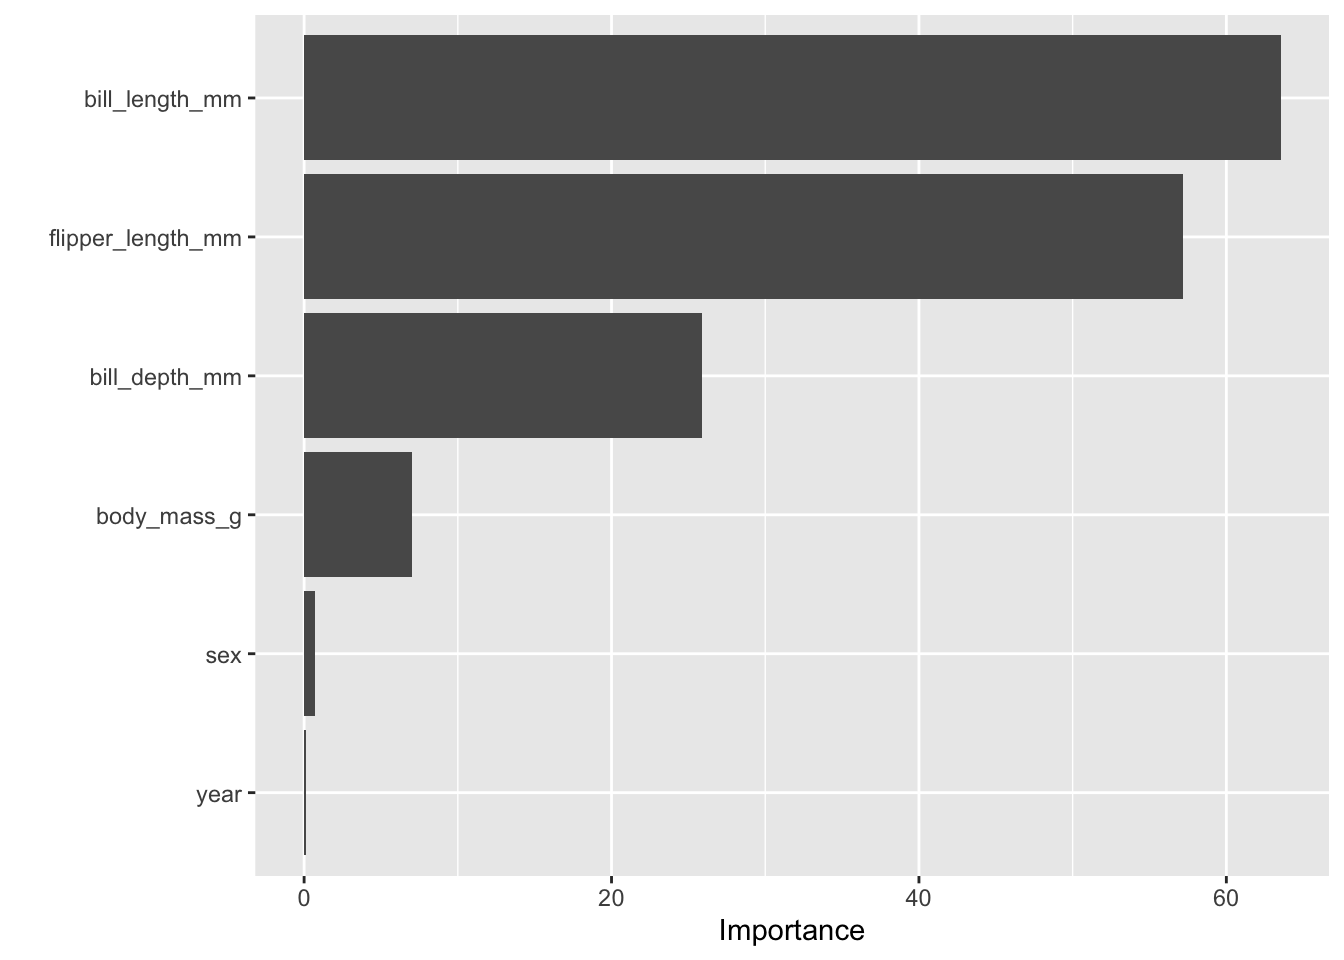 bill_length_mm
flipper_length_mm
bill_depth_mm
body_mass_g
sex
year
0 20 40 60
Importance